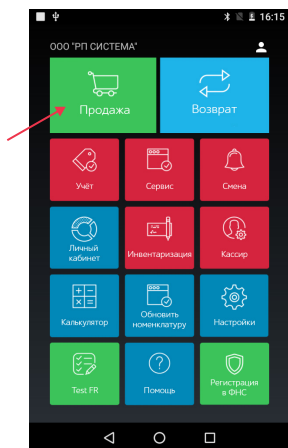 16:15
ООО "РП СИСТЕМА"
Продажа
Возврат
Учёт
Сервис
Смена
Личный
кабинет
Инвентаризация
Кассир
Калькулятор
Обновить
номенклатуру
Настройки
Test FR
Помощь
Регистрация
в ФНС